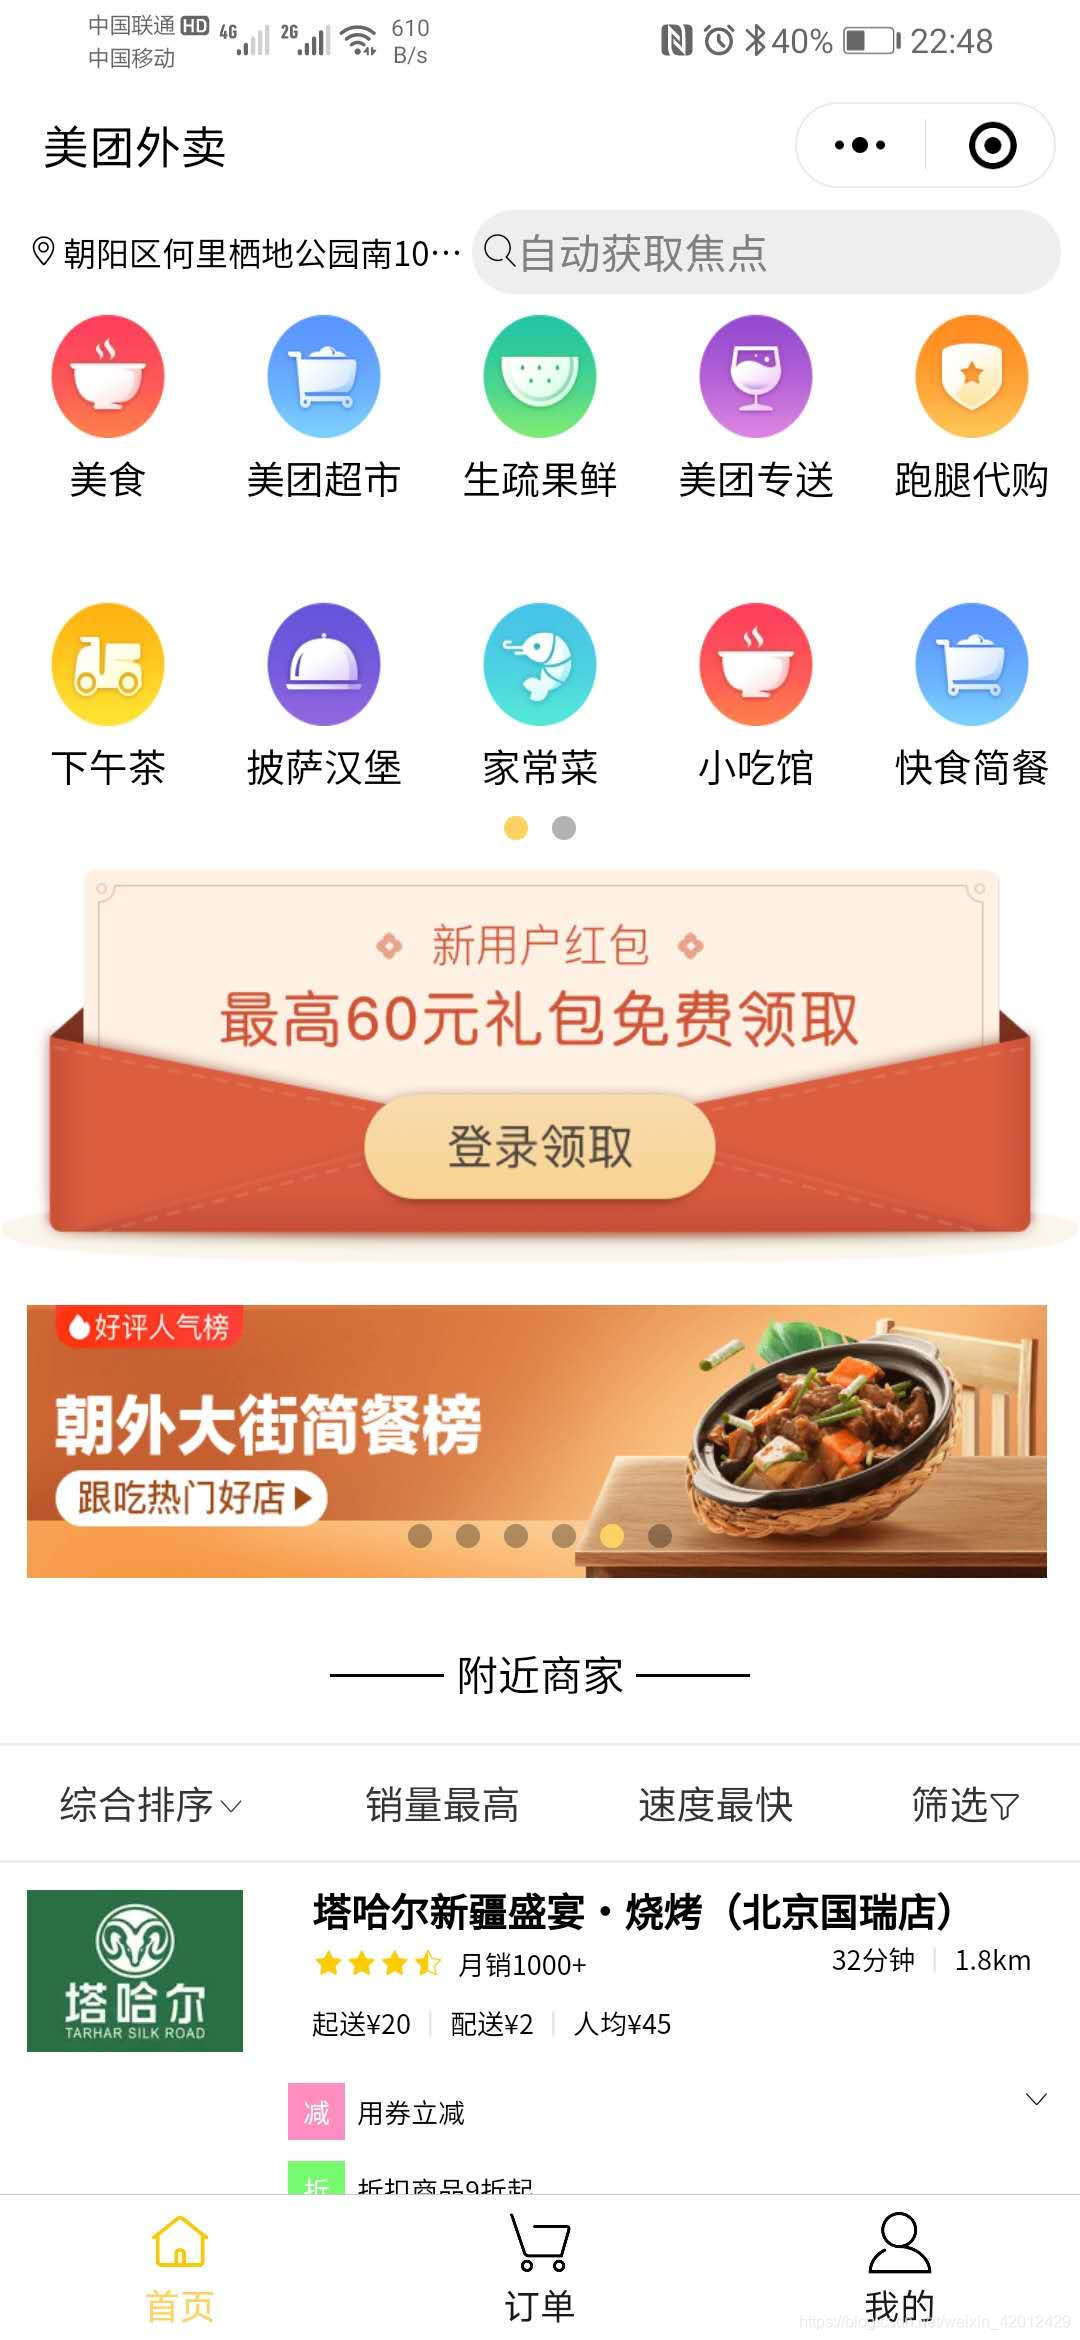 中国联通 HD 4G 2G 610 B/s 40% 22:48
中国移动
美团外卖
朝阳区何里栖地公园南10… 自动获取焦点
美食 美团超市 生疏果鲜 美团专送 跑腿代购
下午茶 披萨汉堡 家常菜 小吃馆 快食简餐
新用户红包
最高60元礼包免费领取
登录领取
好评人气榜
朝外大街简餐榜
跟吃热门好店
附近商家
综合排序 销量最高 速度最快 筛选
塔哈尔新疆盛宴·烧烤（北京国瑞店）
月销1000+ 32分钟 1.8km
塔哈尔
TARHAR SILK ROAD
起送¥20 配送¥2 人均¥45
减 用券立减
折 折扣商品9折起
首页 订单 我的
https://blog.csdn.net/weixin_42012429